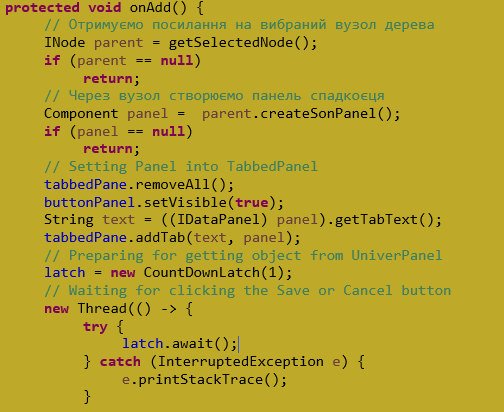 protected void onAdd() {
// Отримуємо посилання на вибраний вузол дерева
INode parent = getSelectedNode();
if (parent == null)
return;
// Через вузол створюємо панель спадкоєця
Component panel =  parent.createSonPanel();
if (panel == null)
return;
// Setting Panel into TabbedPanel
tabbedPane.removeAll();
buttonPanel.setVisible(true);
String text = ((IDataPanel) panel).getTabText();
tabbedPane.addTab(text, panel);
// Preparing for getting object from UniverPanel
latch = new CountDownLatch(1);
// Waiting for clicking the Save or Cancel button
new Thread(() -> {
try {
latch.await();
} catch (InterruptedException e) {
e.printStackTrace();
}